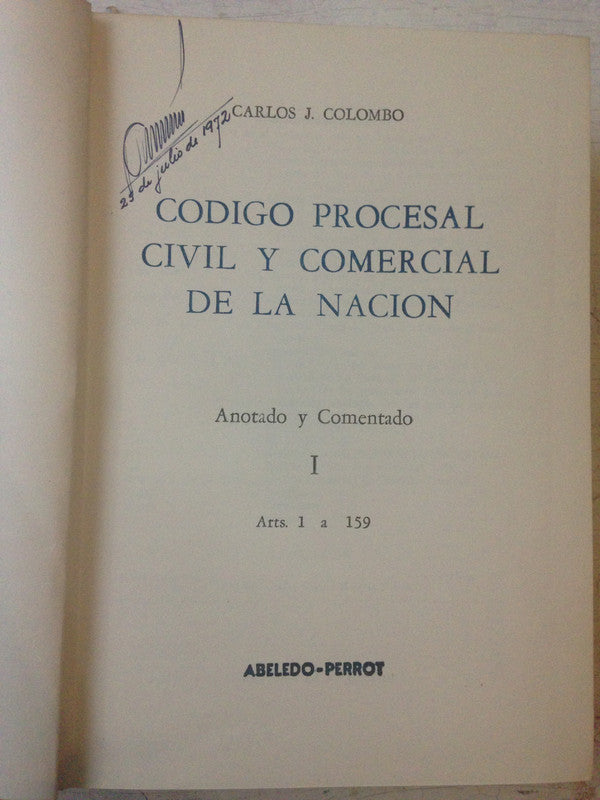 25 de julio de 1972
CARLOS J. COLOMBO
CODIGO PROCESAL
CIVIL Y COMERCIAL
DE LA NACION
Anotado y Comentado
I
Arts. 1 a 159
ABELEDO-PERROT